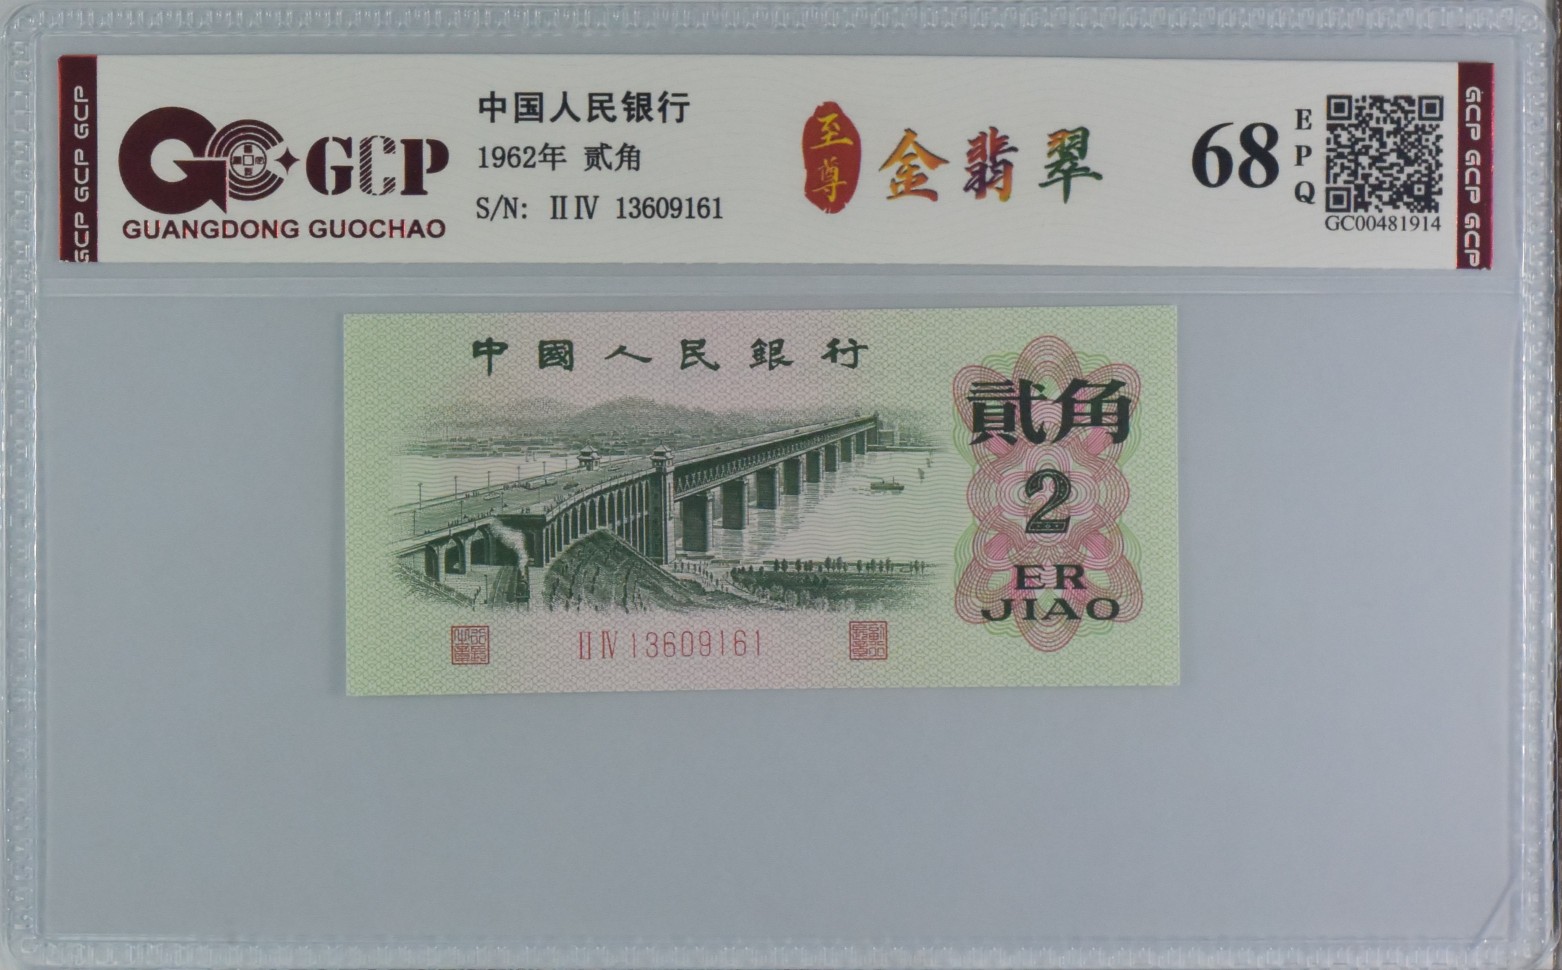 GCP GCP GCP
GCP
GUANGDONG GUOCHAO
中国人民银行
1962年 贰角
S/N: ⅡⅣ 13609161
至尊
金翡翠
68
EPQ
GC00481914
GCP GCP GCP
中國人民銀行
貳角
2
ER
JIAO
ⅡⅣ 13609161